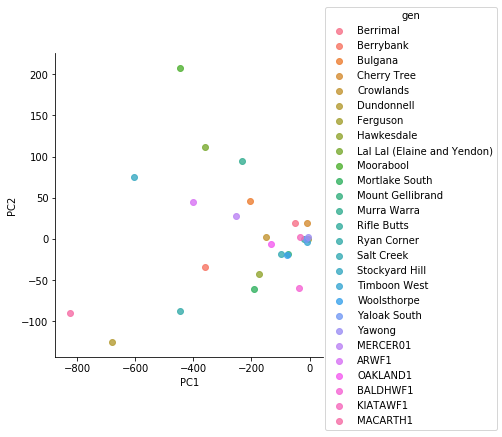 gen
Berrimal
Berrybank
Bulgana
Cherry Tree
Crowlands
Dundonnell
Ferguson
Hawkesdale
Lal Lal (Elaine and Yendon)
Moorabool
Mortlake South
Mount Gellibrand
Murra Warra
Rifle Butts
Ryan Corner
Salt Creek
Stockyard Hill
Timboon West
Woolsthorpe
Yaloak South
Yawong
MERCER01
ARWF1
OAKLAND1
BALDHWF1
KIATAWF1
MACARTH1
200
150
100
50
0
−50
−100
PC2
−800 −600 −400 −200 0
PC1